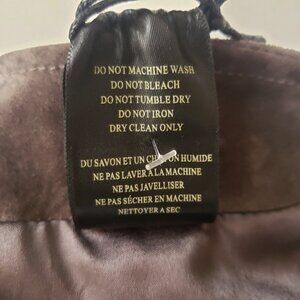 DO NOT MACHINE WASH
DO NOT BLEACH
DO NOT TUMBLE DRY
DO NOT IRON
DRY CLEAN ONLY
DU SAVON ET UN HUMIDE
NE PAS LAVER A LA MACHINE
NE PAS JAVELLISER
NE PAS SÉCHER EN MACHINE
NETTOYER A SEC